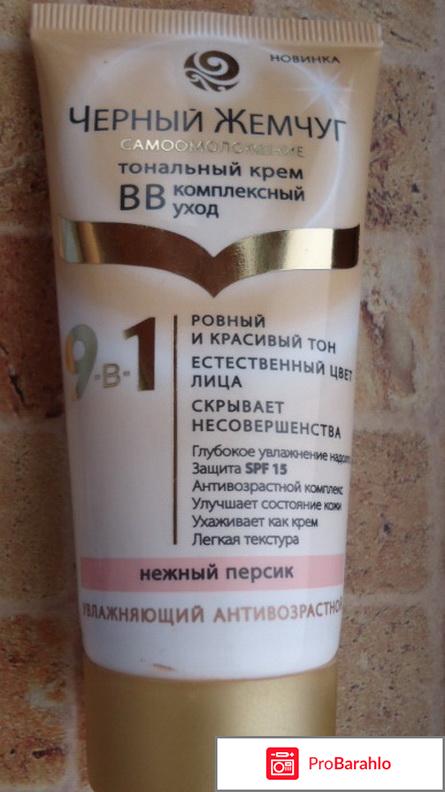 НОВИНКА
ЧЕРНЫЙ ЖЕМЧУГ
САМООМОЛОЖЕНИЕ
тональный крем
BB комплексный
уход
9-в-1
РОВНЫЙ
И КРАСИВЫЙ ТОН
ЕСТЕСТВЕННЫЙ ЦВЕТ
ЛИЦА
СКРЫВАЕТ
НЕСОВЕРШЕНСТВА
Глубокое увлажнение
Защита SPF 15
Антивозрастной комплекс
Улучшает состояние кожи
Ухаживает как крем
Легкая текстура
нежный персик
УВЛАЖНЯЮЩИЙ АНТИВОЗРАСТНОЙ
ProBarahlo